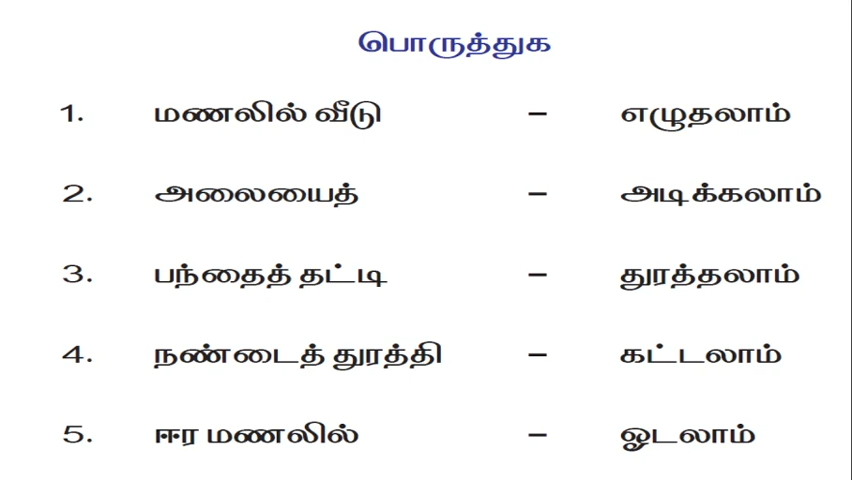 பொருத்துக
1. மணலில் வீடு – எழுதலாம்
2. அலையைத் – அடிக்கலாம்
3. பந்தைத் தட்டி – துரத்தலாம்
4. நண்டைத் துரத்தி – கட்டலாம்
5. ஈர மணலில் – ஓடலாம்